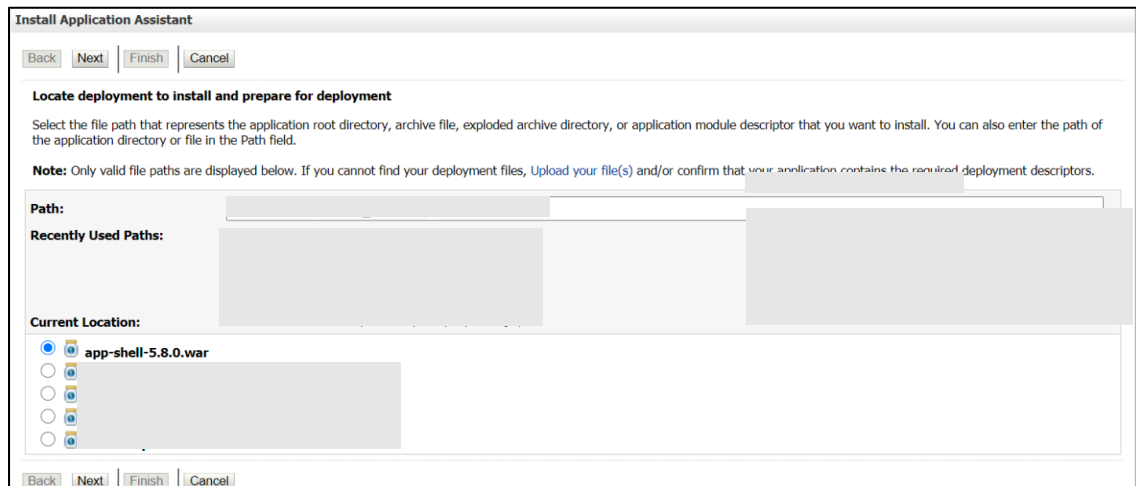 Install Application Assistant
Back Next Finish Cancel
Locate deployment to install and prepare for deployment
Select the file path that represents the application root directory, archive file, exploded archive directory, or application module descriptor that you want to install. You can also enter the path of
the application directory or file in the Path field.
Note: Only valid file paths are displayed below. If you cannot find your deployment files, Upload your file(s) and/or confirm that your application contains the required deployment descriptors.
Path:
Recently Used Paths:
Current Location:
app-shell-5.8.0.war
Back Next Finish Cancel